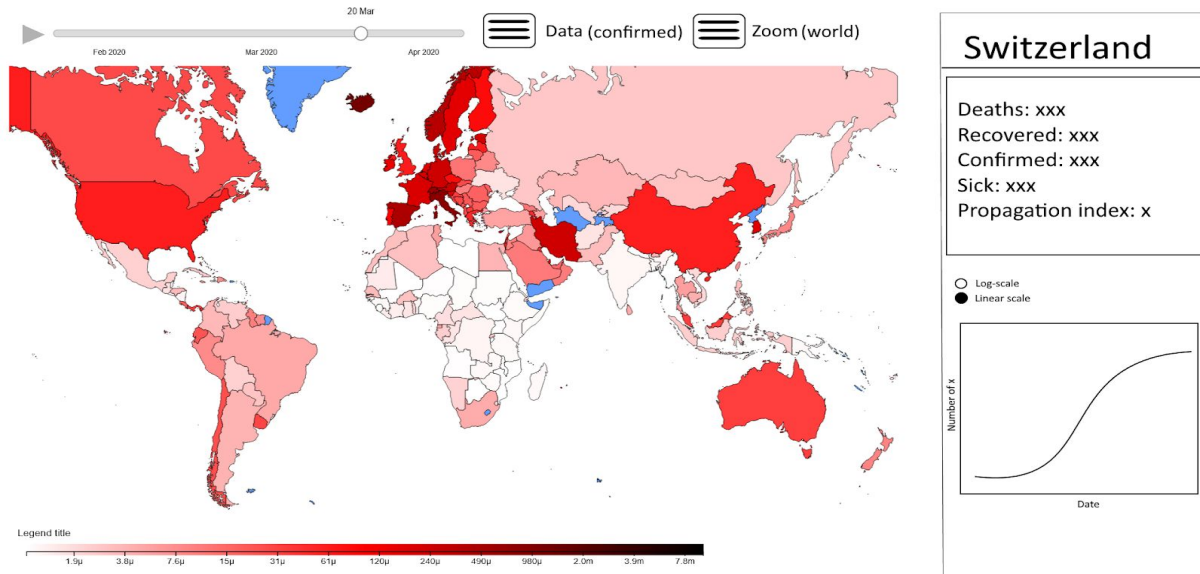 20 Mar
Data (confirmed)
Zoom (world)
Feb 2020
Mar 2020
Apr 2020
Switzerland
Deaths: xxx
Recovered: xxx
Confirmed: xxx
Sick: xxx
Propagation index: x
Log-scale
Linear scale
Number of x
Date
Legend title
1.9µ 3.8µ 7.6µ 15µ 31µ 61µ 120µ 240µ 490µ 980µ 2.0m 3.9m 7.8m